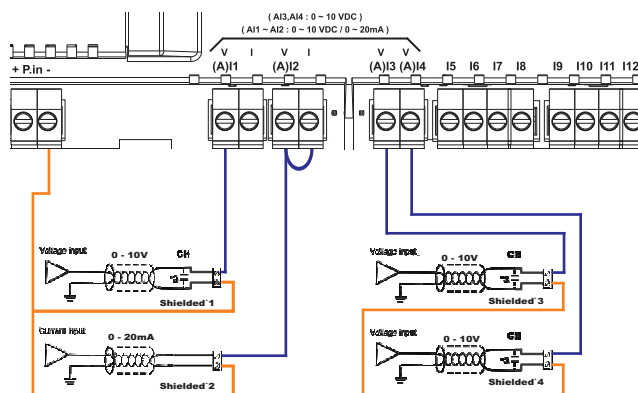 ( AI3,AI4 : 0 ~ 10 VDC )
( AI1 ~ AI2 : 0 ~ 10 VDC / 0 ~ 20mA )
V I V I V V
+ P.in - (A)I1 (A)I2 (A)I3 (A)I4 I5 I6 I7 I8 I9 I10 I11 I12
Voltage input 0 - 10V CH
Shielded`1
Current input 0 - 20mA
Shielded`2
Voltage input 0 - 10V CH
Shielded`3
Voltage input 0 - 10V CH
Shielded`4